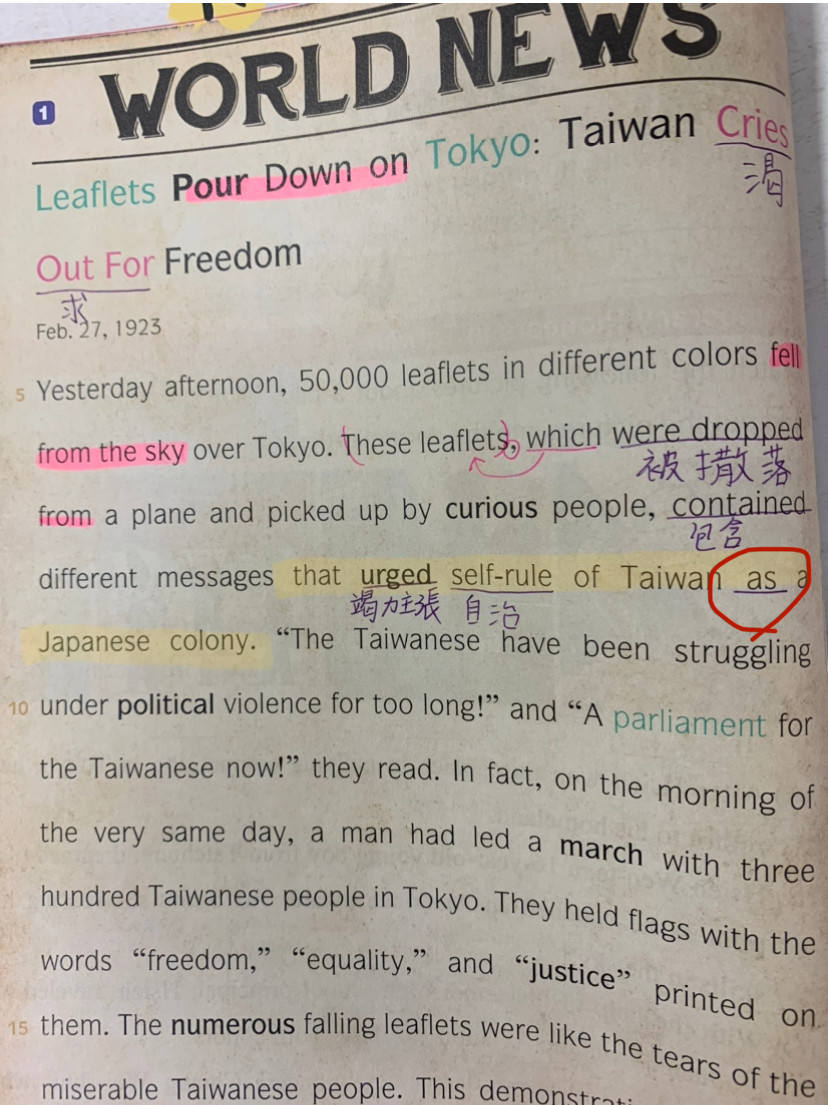 WORLD NEWS
1
Leaflets Pour Down on Tokyo: Taiwan Cries
渴
Out For Freedom
求
Feb. 27, 1923
5 Yesterday afternoon, 50,000 leaflets in different colors fell
from the sky over Tokyo. These leaflets, which were dropped
被撒落
from a plane and picked up by curious people, contained
包含
different messages that urged self-rule of Taiwan as a
竭力主張 自治
Japanese colony. “The Taiwanese have been struggling
10 under political violence for too long!” and “A parliament for
the Taiwanese now!” they read. In fact, on the morning of
the very same day, a man had led a march with three
hundred Taiwanese people in Tokyo. They held flags with the
words “freedom,” “equality,” and “justice” printed on
15 them. The numerous falling leaflets were like the tears of the
miserable Taiwanese people. This